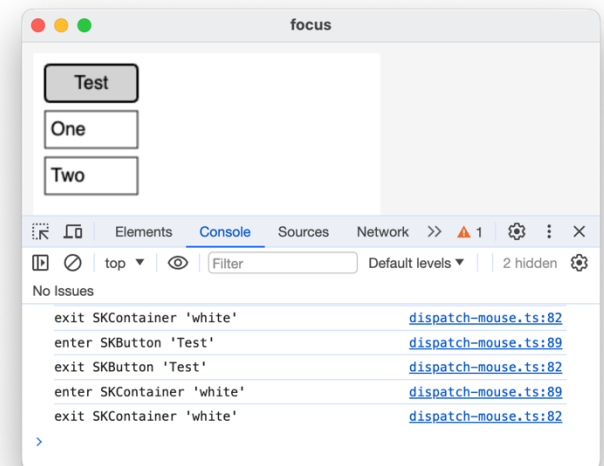 focus
Test
One
Two
Elements Console Sources Network 1
top Filter Default levels 2 hidden
No Issues
exit SKContainer 'white' dispatch-mouse.ts:82
enter SKButton 'Test' dispatch-mouse.ts:89
exit SKButton 'Test' dispatch-mouse.ts:82
enter SKContainer 'white' dispatch-mouse.ts:89
exit SKContainer 'white' dispatch-mouse.ts:82